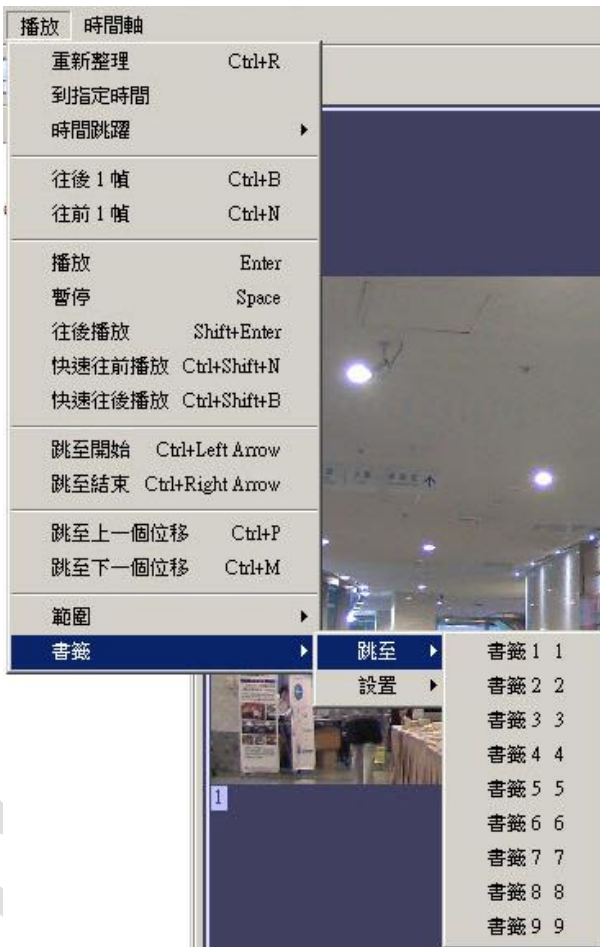 播放 時間軸
重新整理 Ctrl+R
到指定時間
時間跳躍
往後 1 幀 Ctrl+B
往前 1 幀 Ctrl+N
播放 Enter
暫停 Space
往後播放 Shift+Enter
快速往前播放 Ctrl+Shift+N
快速往後播放 Ctrl+Shift+B
跳至開始 Ctrl+Left Arrow
跳至結束 Ctrl+Right Arrow
跳至上一個位移 Ctrl+P
跳至下一個位移 Ctrl+M
範圍
書籤
跳至
設置
書籤 1 1
書籤 2 2
書籤 3 3
書籤 4 4
書籤 5 5
書籤 6 6
書籤 7 7
書籤 8 8
書籤 9 9
1